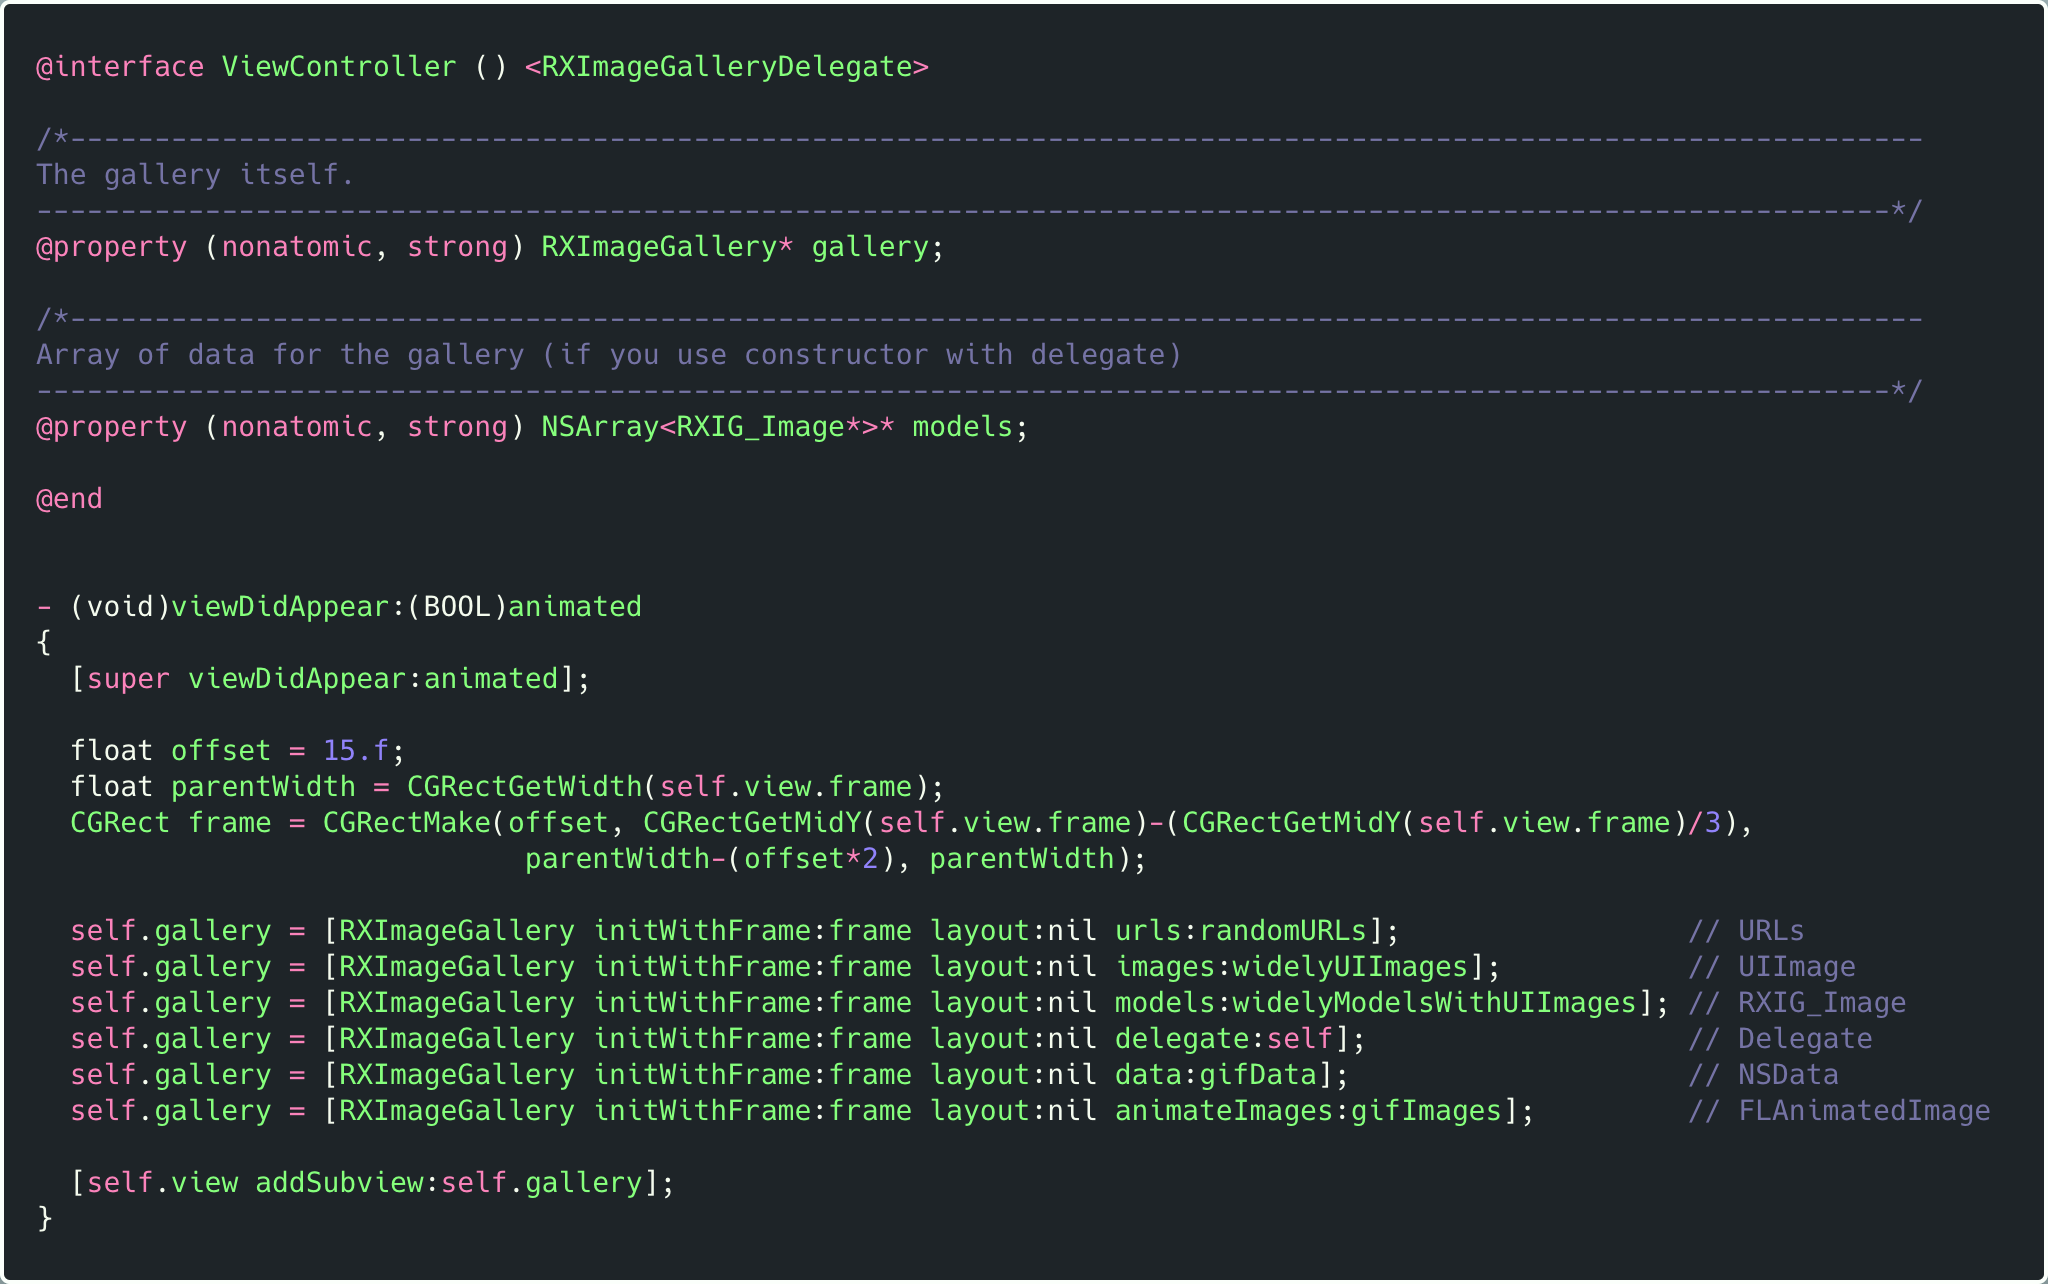 @interface ViewController () <RXImageGalleryDelegate>
/*--------------------------------------------------------------------------------------------------------------
The gallery itself.
--------------------------------------------------------------------------------------------------------------*/
@property (nonatomic, strong) RXImageGallery* gallery;
/*--------------------------------------------------------------------------------------------------------------
Array of data for the gallery (if you use constructor with delegate)
--------------------------------------------------------------------------------------------------------------*/
@property (nonatomic, strong) NSArray<RXIG_Image*>* models;
@end
- (void)viewDidAppear:(BOOL)animated
{
  [super viewDidAppear:animated];
  float offset = 15.f;
  float parentWidth = CGRectGetWidth(self.view.frame);
  CGRect frame = CGRectMake(offset, CGRectGetMidY(self.view.frame)-(CGRectGetMidY(self.view.frame)/3),
                             parentWidth-(offset*2), parentWidth);
  self.gallery = [RXImageGallery initWithFrame:frame layout:nil urls:randomURLs];                 // URLs
  self.gallery = [RXImageGallery initWithFrame:frame layout:nil images:widelyUIImages];           // UIImage
  self.gallery = [RXImageGallery initWithFrame:frame layout:nil models:widelyModelsWithUIImages]; // RXIG_Image
  self.gallery = [RXImageGallery initWithFrame:frame layout:nil delegate:self];                   // Delegate
  self.gallery = [RXImageGallery initWithFrame:frame layout:nil data:gifData];                    // NSData
  self.gallery = [RXImageGallery initWithFrame:frame layout:nil animateImages:gifImages];         // FLAnimatedImage
  [self.view addSubview:self.gallery];
}